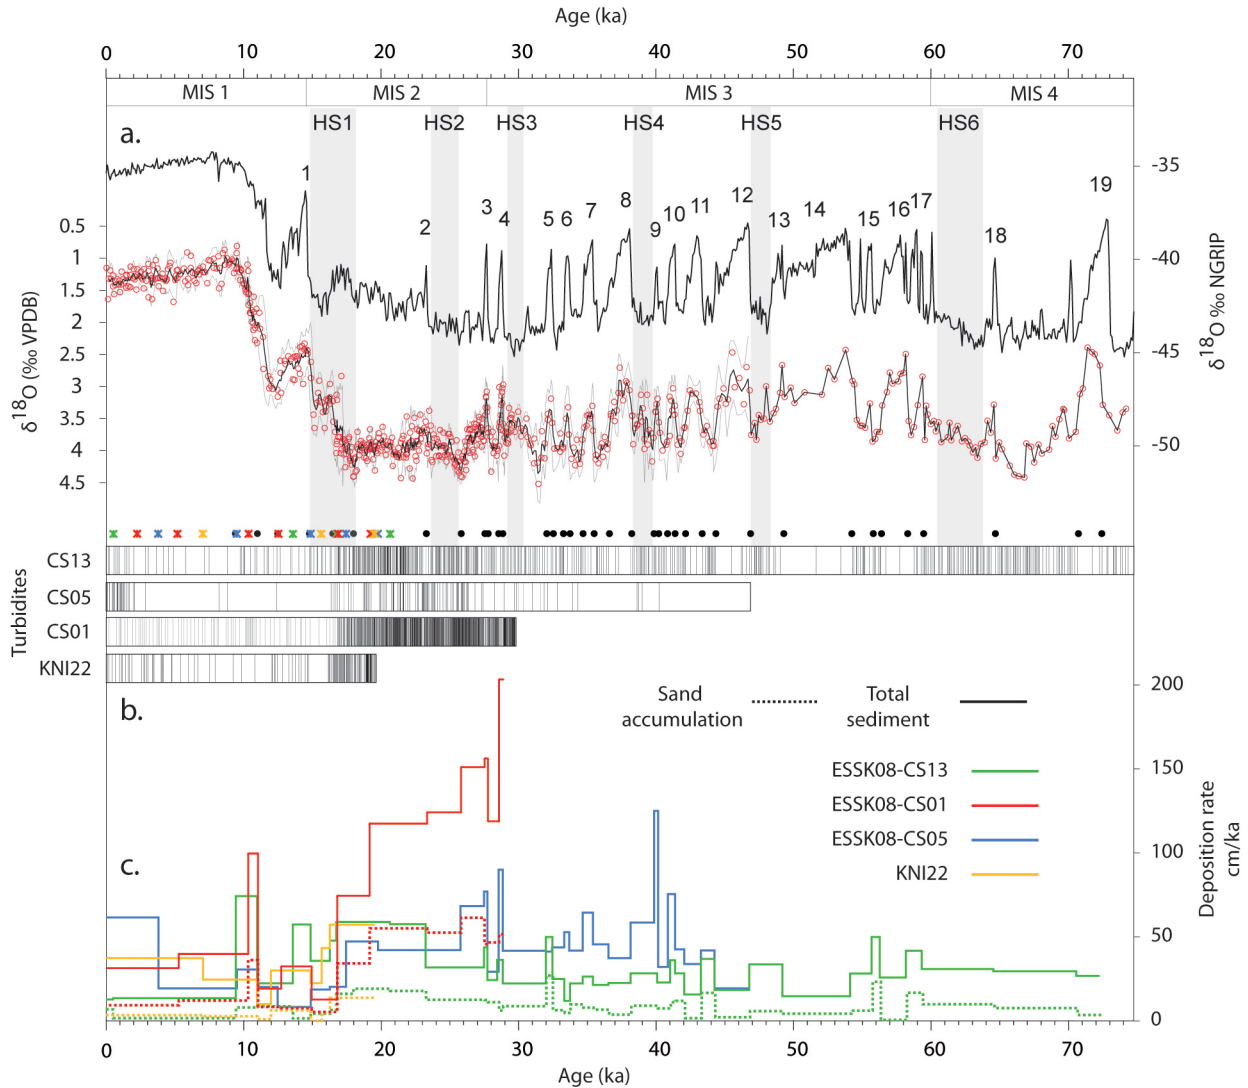 Age (ka)
0 10 20 30 40 50 60 70
MIS 1 MIS 2 MIS 3 MIS 4
a. HS1 HS2 HS3 HS4 HS5 HS6
-35
1 2 3 4 5 6 7 8 9 10 11 12 13 14 15 16 17 18 19
0.5
1
1.5
2
2.5
3
3.5
4
4.5
δ18O (‰ VPDB)
-40
-45
-50
δ18O ‰ NGRIP
Turbidites
CS13
CS05
CS01
KNI22
b.
Sand accumulation
Total sediment
ESSK08-CS13
ESSK08-CS01
ESSK08-CS05
KNI22
c.
200
150
100
50
0
Deposition rate
cm/ka
0 10 20 30 40 50 60 70
Age (ka)